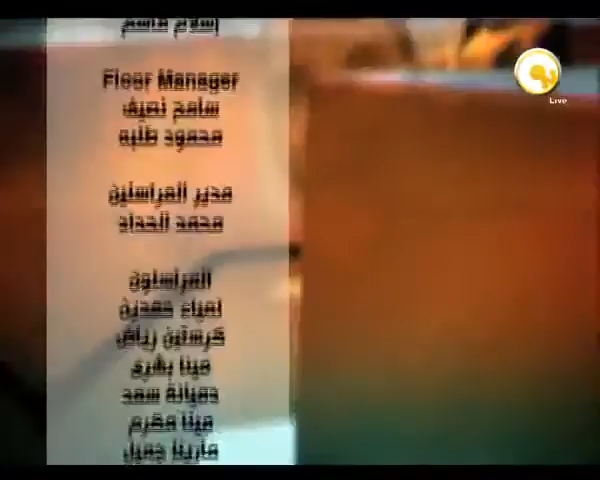 إسلام قاسم
Live
Floor Manager
سامح نصيف
محمود طلبه
مدير المراسلين
محمد الحداد
المراسلون
لمياء حمدين
كرستين رياض
مينا بشرى
دميانة سعد
مينا مكرم
مارينا جميل